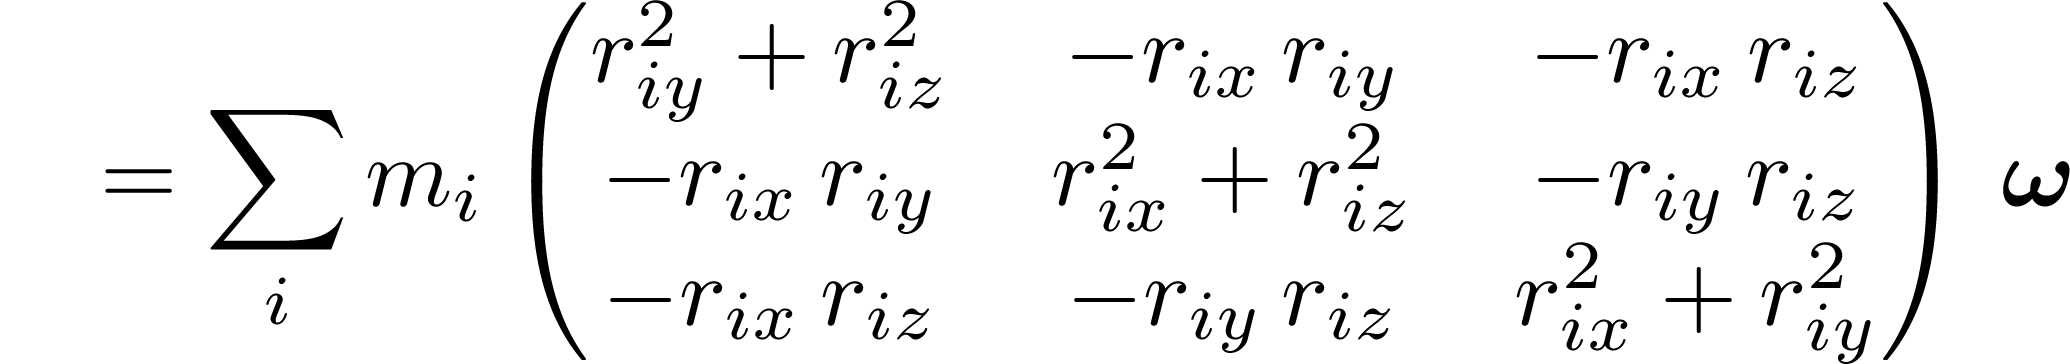 $$= \sum_i m_i \begin{pmatrix} r_{iy}^2 + r_{iz}^2 & -r_{ix}\, r_{iy} & -r_{ix}\, r_{iz} \\ -r_{ix}\, r_{iy} & r_{ix}^2 + r_{iz}^2 & -r_{iy}\, r_{iz} \\ -r_{ix}\, r_{iz} & -r_{iy}\, r_{iz} & r_{ix}^2 + r_{iy}^2 \end{pmatrix} \boldsymbol{\omega}$$